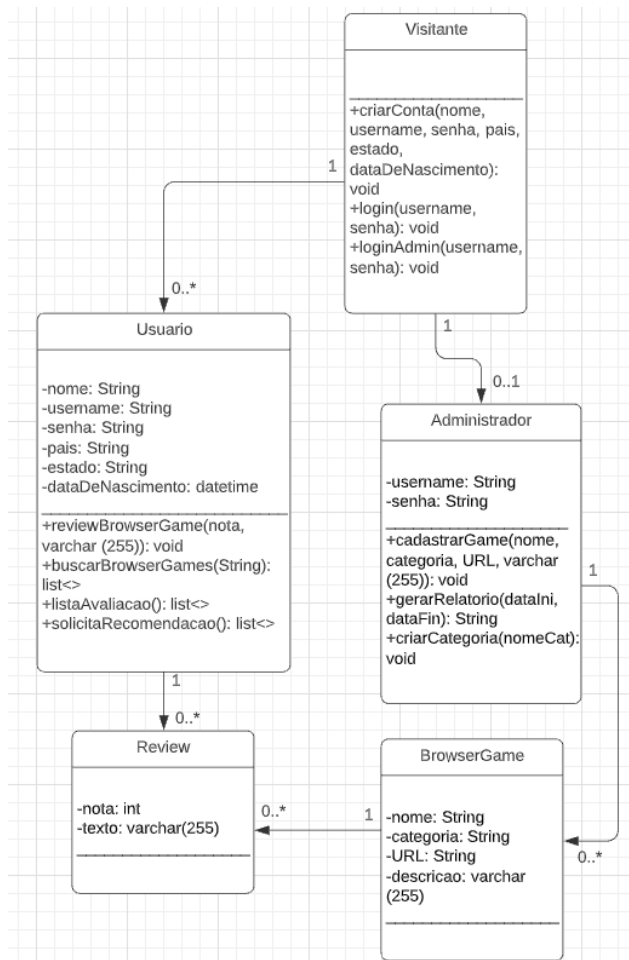 Visitante
+criarConta(nome,
username, senha, pais,
estado,
dataDeNascimento):
void
+login(username,
senha): void
+loginAdmin(username,
senha): void
1
0..*
1
0..1
Usuario
-nome: String
-username: String
-senha: String
-pais: String
-estado: String
-dataDeNascimento: datetime
+reviewBrowserGame(nota,
varchar (255)): void
+buscarBrowserGames(String):
list<>
+listaAvaliacao(): list<>
+solicitaRecomendacao(): list<>
Administrador
-username: String
-senha: String
+cadastrarGame(nome,
categoria, URL, varchar
(255)): void
+gerarRelatorio(dataIni,
dataFin): String
+criarCategoria(nomeCat):
void
1
1
0..*
Review
-nota: int
-texto: varchar(255)
0..*
1
BrowserGame
-nome: String
-categoria: String
-URL: String
-descricao: varchar
(255)
0..*